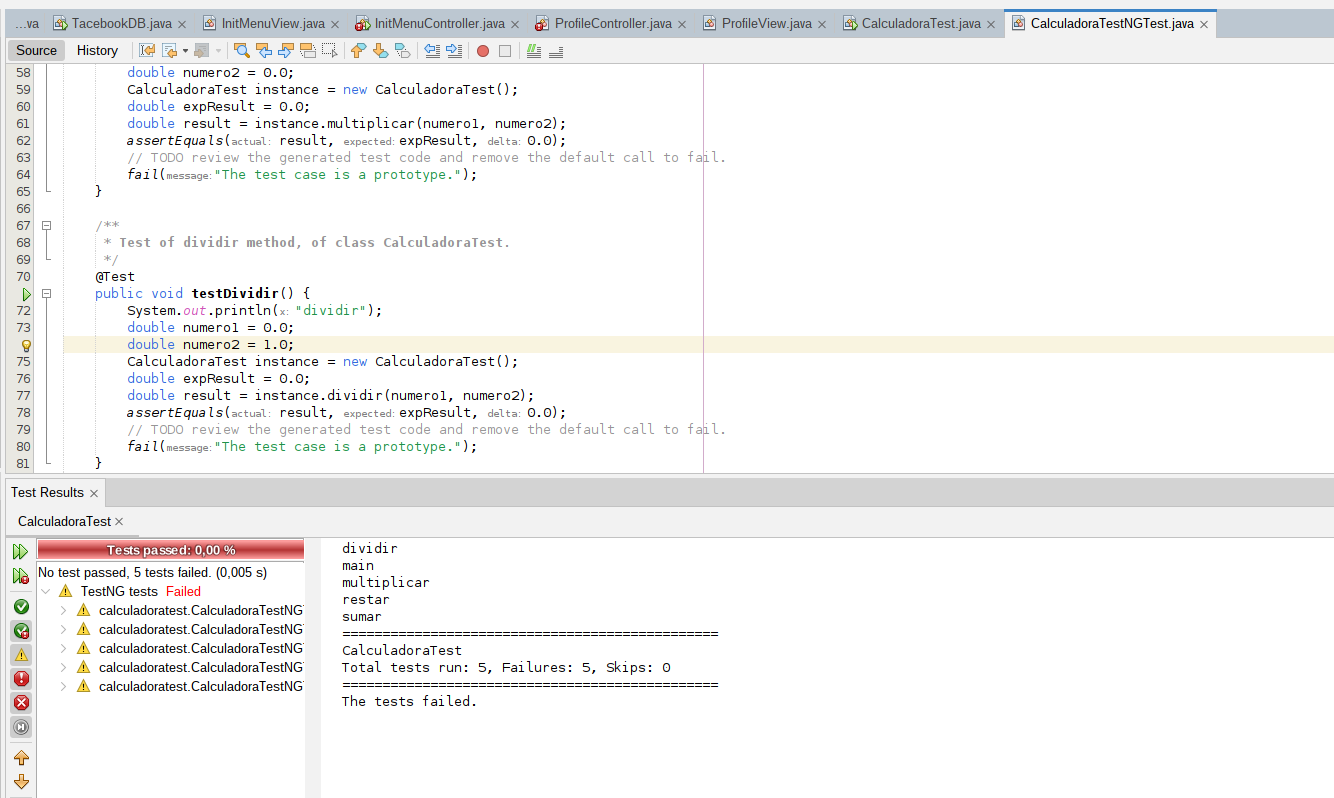 ...va TacebookDB.java × InitMenuView.java × InitMenuController.java × ProfileController.java × ProfileView.java × CalculadoraTest.java × CalculadoraTestNGTest.java ×
Source History
58 double numero2 = 0.0;
59 CalculadoraTest instance = new CalculadoraTest();
60 double expResult = 0.0;
61 double result = instance.multiplicar(numero1, numero2);
62 assertEquals(actual: result, expected: expResult, delta: 0.0);
63 // TODO review the generated test code and remove the default call to fail.
64 fail(message: "The test case is a prototype.");
65 }
66
67 /**
68 * Test of dividir method, of class CalculadoraTest.
69 */
70 @Test
public void testDividir() {
72 System.out.println(x: "dividir");
73 double numero1 = 0.0;
double numero2 = 1.0;
75 CalculadoraTest instance = new CalculadoraTest();
76 double expResult = 0.0;
77 double result = instance.dividir(numero1, numero2);
78 assertEquals(actual: result, expected: expResult, delta: 0.0);
79 // TODO review the generated test code and remove the default call to fail.
80 fail(message: "The test case is a prototype.");
81 }
Test Results ×
CalculadoraTest ×
Tests passed: 0,00 %
No test passed, 5 tests failed. (0,005 s)
TestNG tests Failed
calculadoratest.CalculadoraTestNG
calculadoratest.CalculadoraTestNG
calculadoratest.CalculadoraTestNG
calculadoratest.CalculadoraTestNG
calculadoratest.CalculadoraTestNG
dividir
main
multiplicar
restar
sumar
===============================================
CalculadoraTest
Total tests run: 5, Failures: 5, Skips: 0
===============================================
The tests failed.